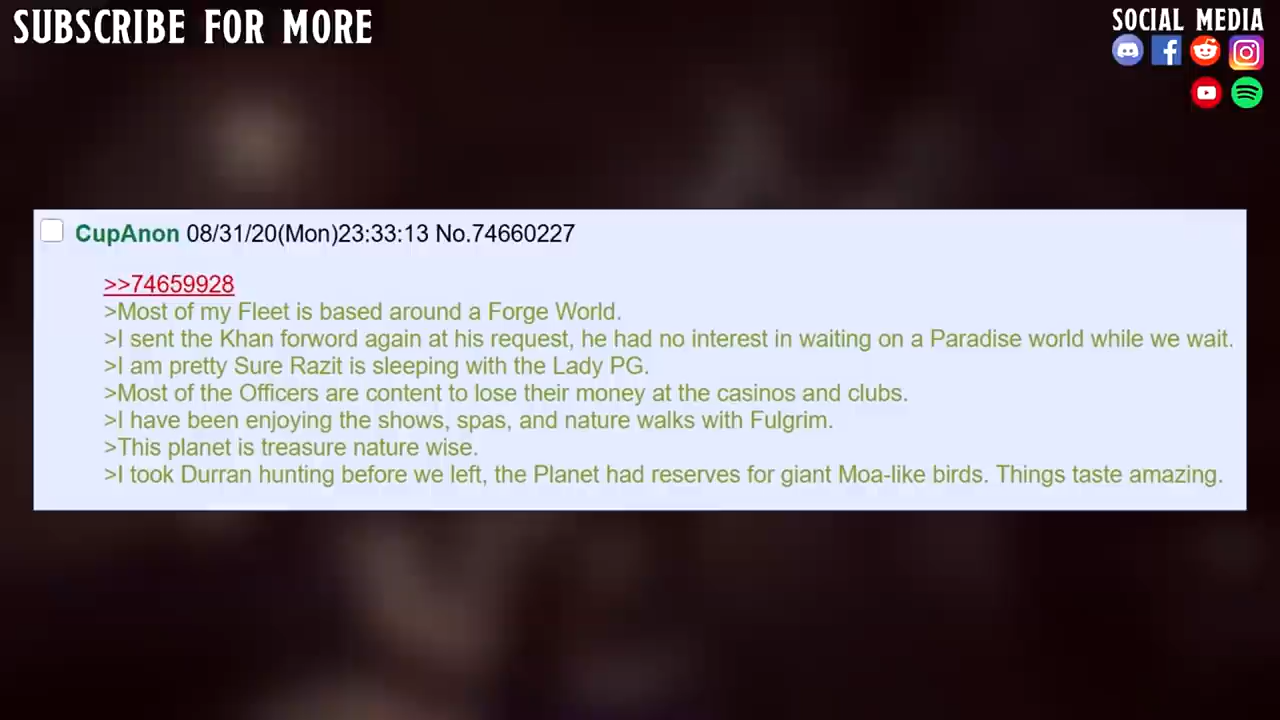 SUBSCRIBE FOR MORE
SOCIAL MEDIA
CupAnon 08/31/20(Mon)23:33:13 No.74660227
>>74659928
>Most of my Fleet is based around a Forge World.
>I sent the Khan forword again at his request, he had no interest in waiting on a Paradise world while we wait.
>I am pretty Sure Razit is sleeping with the Lady PG.
>Most of the Officers are content to lose their money at the casinos and clubs.
>I have been enjoying the shows, spas, and nature walks with Fulgrim.
>This planet is treasure nature wise.
>I took Durran hunting before we left, the Planet had reserves for giant Moa-like birds. Things taste amazing.